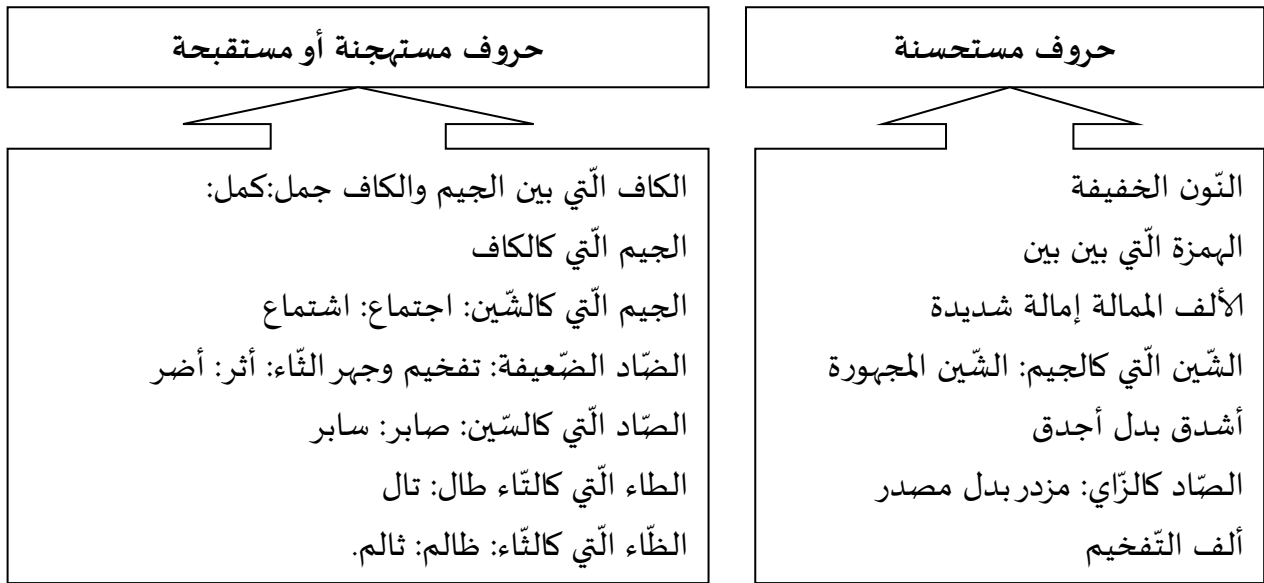 حروف مستحسنة
النّون الخفيفة
الهمزة الّتي بين بين
الألف الممالة إمالة شديدة
الشّين الّتي كالجيم: الشّين المجهورة
أشدق بدل أجدق
الصّاد كالزّاي: مزدر بدل مصدر
ألف التّفخيم
حروف مستهجنة أو مستقبحة
الكاف الّتي بين الجيم والكاف جمل:كمل:
الجيم الّتي كالكاف
الجيم الّتي كالشّين: اجتماع: اشتماع
الضّاد الضّعيفة: تفخيم وجهر الثّاء: أثر: أضر
الصّاد الّتي كالسّين: صابر: سابر
الطاء الّتي كالتّاء طال: تال
الظّاء الّتي كالثّاء: ظالم: ثالم.